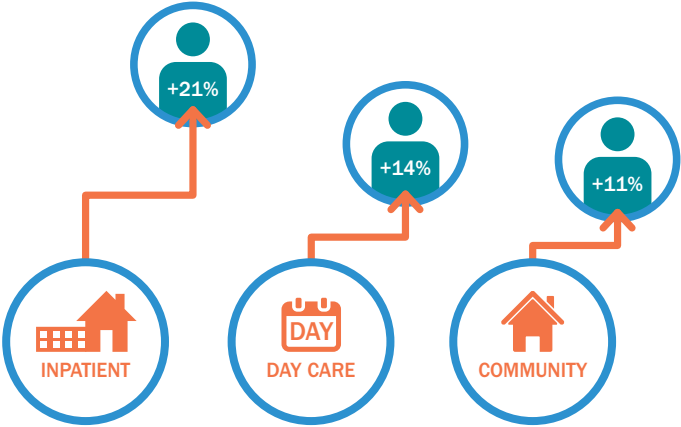 +21%
+14%
+11%
DAY
INPATIENT
DAY CARE
COMMUNITY